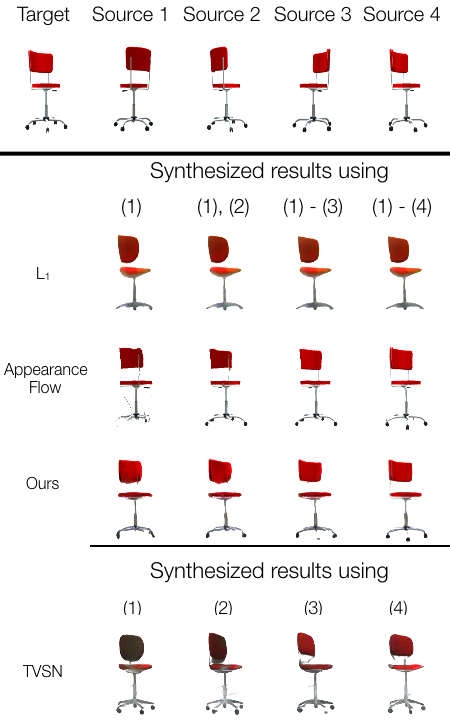 Target Source 1 Source 2 Source 3 Source 4
Synthesized results using
(1) (1), (2) (1) - (3) (1) - (4)
L₁
Appearance
Flow
Ours
Synthesized results using
(1) (2) (3) (4)
TVSN